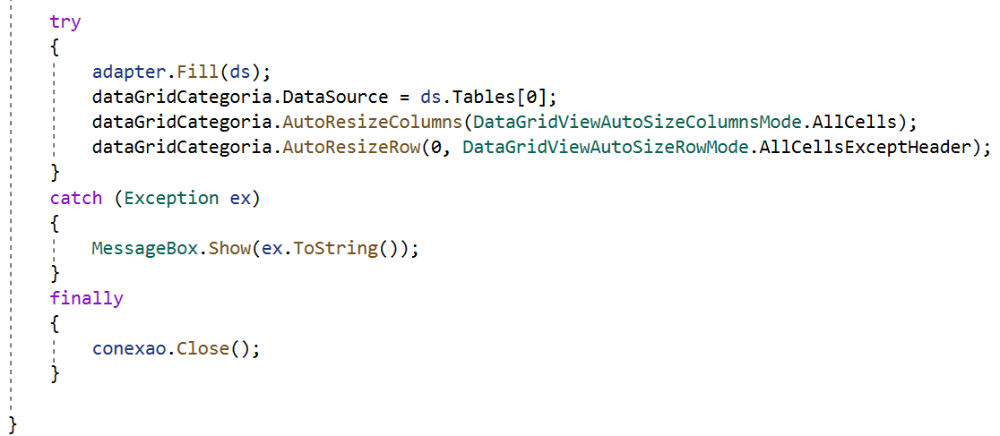 try
{
adapter.Fill(ds);
dataGridCategoria.DataSource = ds.Tables[0];
dataGridCategoria.AutoResizeColumns(DataGridViewAutoSizeColumnsMode.AllCells);
dataGridCategoria.AutoResizeRow(0, DataGridViewAutoSizeRowMode.AllCellsExceptHeader);
}
catch (Exception ex)
{
MessageBox.Show(ex.ToString());
}
finally
{
conexao.Close();
}
}